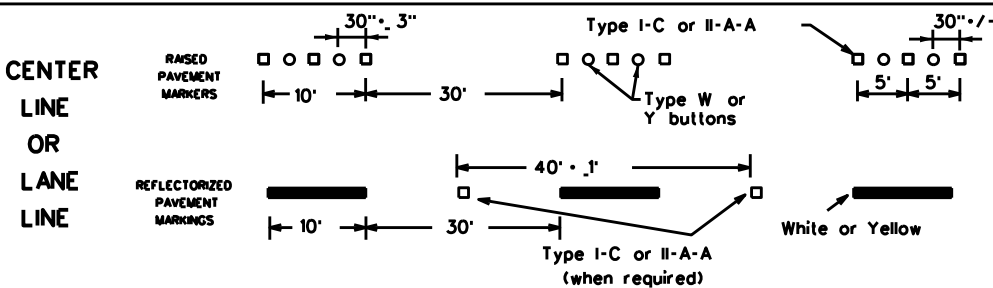 CENTER
LINE
OR
LANE
LINE
RAISED
PAVEMENT
MARKERS
30"•_ 3"
10'
30'
Type I-C or II-A-A
Type W or
Y buttons
30"•/-
5' 5'
REFLECTORIZED
PAVEMENT
MARKINGS
10'
30'
40' •_1'
Type I-C or II-A-A
(when required)
White or Yellow